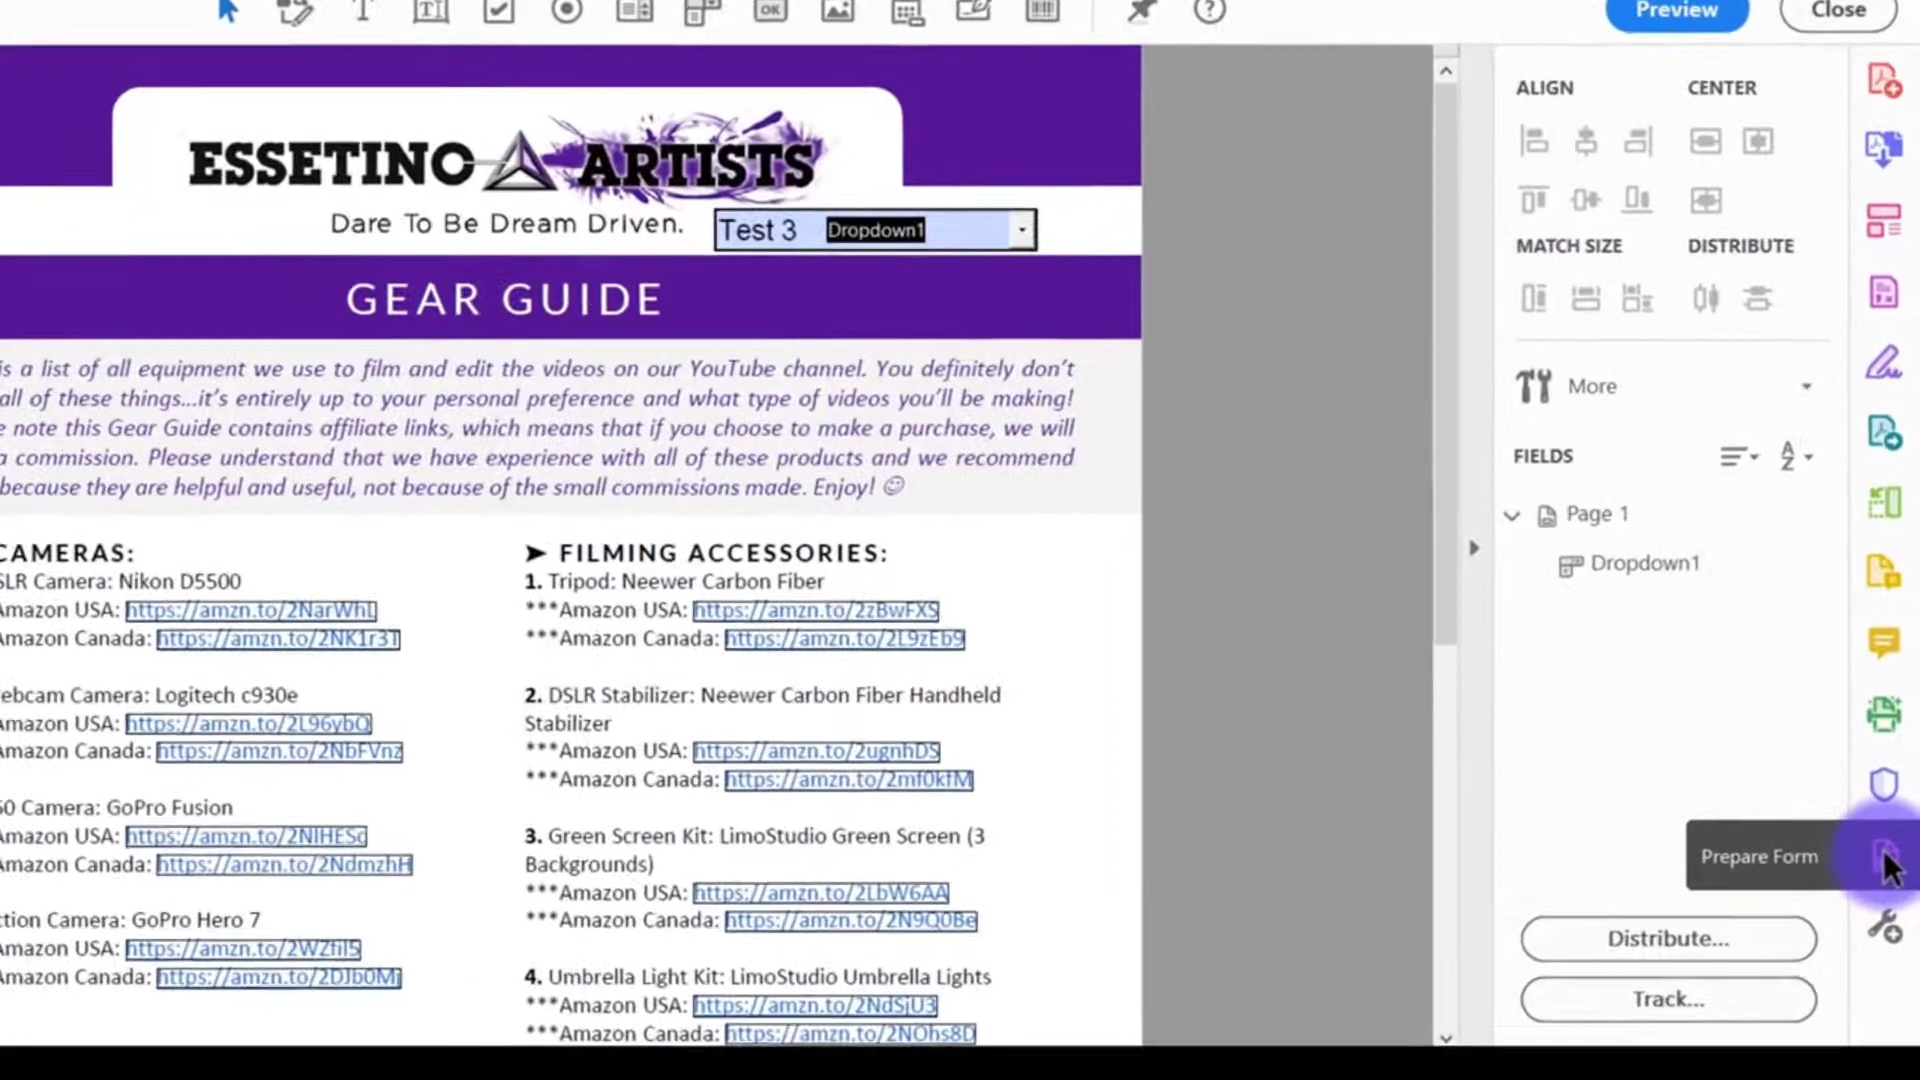 Preview
Close
OK
ESSETINO ARTISTS
Dare To Be Dream Driven.
Test 3 Dropdown1
GEAR GUIDE
is a list of all equipment we use to film and edit the videos on our YouTube channel. You definitely don't
all of these things...it's entirely up to your personal preference and what type of videos you'll be making!
e note this Gear Guide contains affiliate links, which means that if you choose to make a purchase, we will
a commission. Please understand that we have experience with all of these products and we recommend
because they are helpful and useful, not because of the small commissions made. Enjoy! ☺
CAMERAS:
SLR Camera: Nikon D5500
Amazon USA: https://amzn.to/2NarWhL
Amazon Canada: https://amzn.to/2NK1r3T
ebcam Camera: Logitech c930e
Amazon USA: https://amzn.to/2L96ybQ
Amazon Canada: https://amzn.to/2NbFVnz
60 Camera: GoPro Fusion
Amazon USA: https://amzn.to/2NIHESc
Amazon Canada: https://amzn.to/2NdmzhH
ction Camera: GoPro Hero 7
Amazon USA: https://amzn.to/2WZfil5
Amazon Canada: https://amzn.to/2DJb0Mj
➤ FILMING ACCESSORIES:
1. Tripod: Neewer Carbon Fiber
***Amazon USA: https://amzn.to/2zBwFXS
***Amazon Canada: https://amzn.to/2L9zEb9
2. DSLR Stabilizer: Neewer Carbon Fiber Handheld
Stabilizer
***Amazon USA: https://amzn.to/2ugnhDS
***Amazon Canada: https://amzn.to/2mf0kfM
3. Green Screen Kit: LimoStudio Green Screen (3
Backgrounds)
***Amazon USA: https://amzn.to/2LbW6AA
***Amazon Canada: https://amzn.to/2N9Q0Be
4. Umbrella Light Kit: LimoStudio Umbrella Lights
***Amazon USA: https://amzn.to/2NdSjU3
***Amazon Canada: https://amzn.to/2NOhs8D
ALIGN
CENTER
MATCH SIZE
DISTRIBUTE
More
FIELDS
Page 1
Dropdown1
Prepare Form
Distribute...
Track...